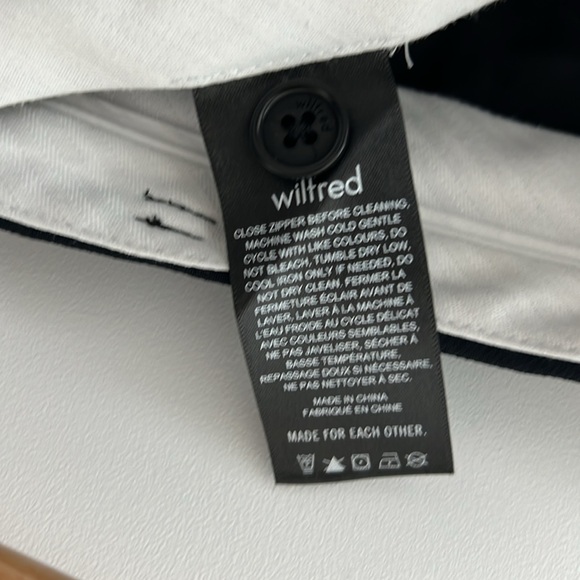 wilfred
wilfred
CLOSE ZIPPER BEFORE CLEANING,
MACHINE WASH COLD GENTLE
CYCLE WITH LIKE COLOURS, DO
NOT BLEACH, TUMBLE DRY LOW,
COOL IRON ONLY IF NEEDED, DO
NOT DRY CLEAN. FERMER LA
FERMETURE ÉCLAIR AVANT DE
LAVER, LAVER À LA MACHINE À
L'EAU FROIDE AU CYCLE DÉLICAT
AVEC COULEURS SEMBLABLES,
NE PAS JAVELISER, SÉCHER À
BASSE TEMPÉRATURE,
REPASSAGE DOUX SI NÉCESSAIRE,
NE PAS NETTOYER À SEC.
MADE IN CHINA
FABRIQUÉ EN CHINE
MADE FOR EACH OTHER.